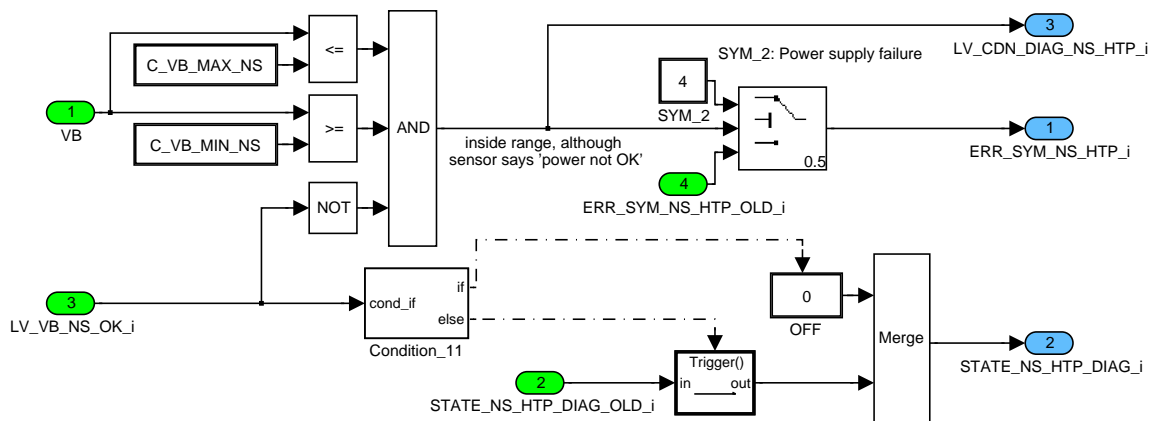 <=
3
LV_CDN_DIAG_NS_HTP_i
C_VB_MAX_NS
SYM_2: Power supply failure
4
SYM_2
1
VB
>=
AND
C_VB_MIN_NS
inside range, although
sensor says 'power not OK'
0.5
1
ERR_SYM_NS_HTP_i
4
ERR_SYM_NS_HTP_OLD_i
NOT
3
LV_VB_NS_OK_i
cond_if
if
else
Condition_11
0
OFF
Merge
2
STATE_NS_HTP_DIAG_i
Trigger()
in
out
2
STATE_NS_HTP_DIAG_OLD_i